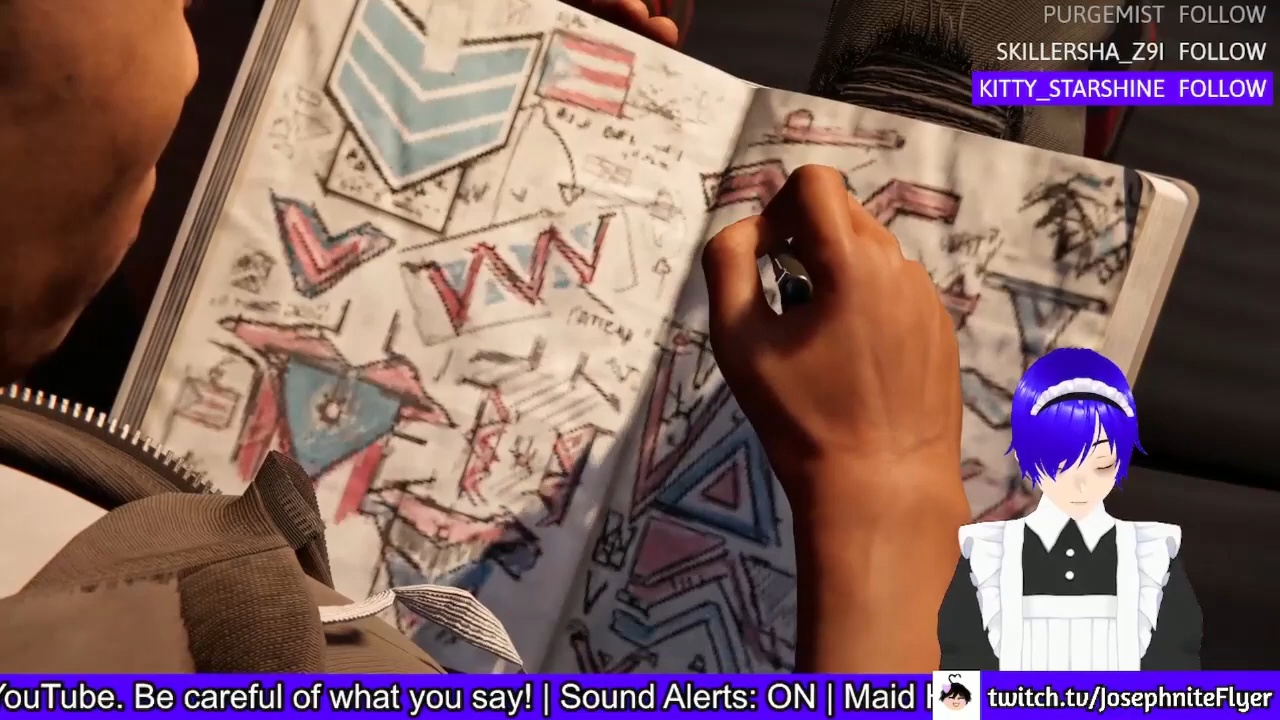 PURGEMIST FOLLOW
SKILLERSHA_Z9I FOLLOW
KITTY_STARSHINE FOLLOW
PATTERN
YouTube. Be careful of what you say! | Sound Alerts: ON | Maid
twitch.tv/JosephniteFlyer